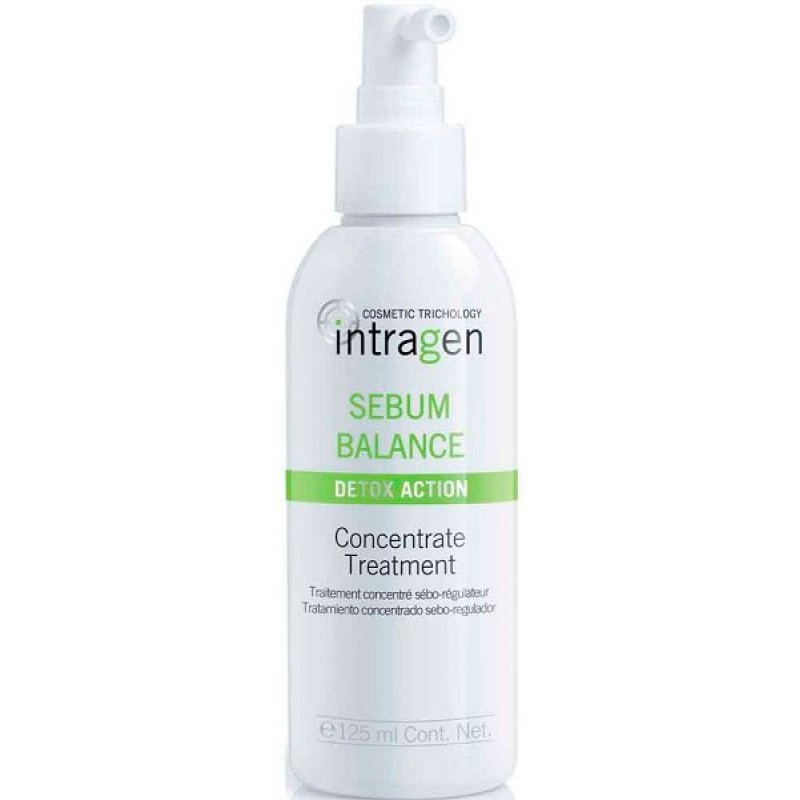 COSMETIC TRICHOLOGY
intragen
SEBUM
BALANCE
DETOX ACTION
Concentrate
Treatment
Traitement concentré sébo-régulateur
Tratamiento concentrado sebo-regulador
℮125 ml Cont. Net.